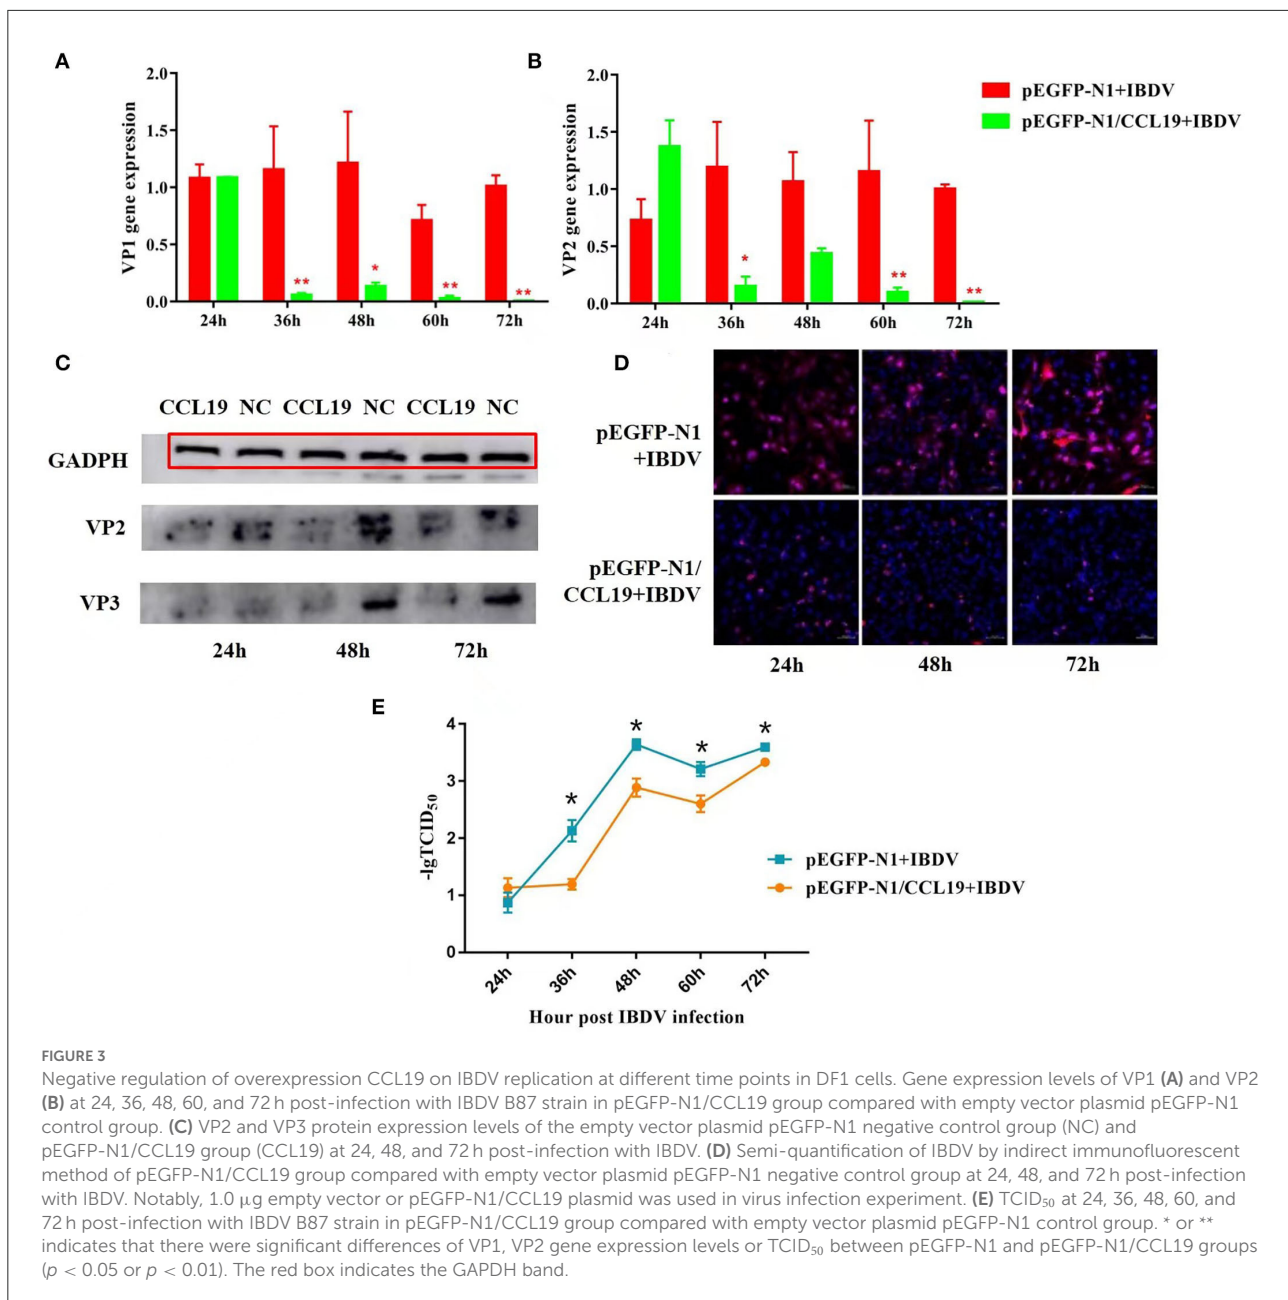 A
2.0
1.5
1.0
0.5
0.0
VP1 gene expression
**
*
**
**
24h 36h 48h 60h 72h
B
2.0
1.5
1.0
0.5
0.0
VP2 gene expression
*
**
**
24h 36h 48h 60h 72h
pEGFP-N1+IBDV
pEGFP-N1/CCL19+IBDV
C
CCL19 NC CCL19 NC CCL19 NC
GADPH
VP2
VP3
24h 48h 72h
D
pEGFP-N1
+IBDV
pEGFP-N1/
CCL19+IBDV
24h 48h 72h
E
4
3
2
1
0
-lgTCID50
* * * *
24h 36h 48h 60h 72h
Hour post IBDV infection
pEGFP-N1+IBDV
pEGFP-N1/CCL19+IBDV
FIGURE 3
Negative regulation of overexpression CCL19 on IBDV replication at different time points in DF1 cells. Gene expression levels of VP1 (A) and VP2
(B) at 24, 36, 48, 60, and 72 h post-infection with IBDV B87 strain in pEGFP-N1/CCL19 group compared with empty vector plasmid pEGFP-N1
control group. (C) VP2 and VP3 protein expression levels of the empty vector plasmid pEGFP-N1 negative control group (NC) and
pEGFP-N1/CCL19 group (CCL19) at 24, 48, and 72 h post-infection with IBDV. (D) Semi-quantification of IBDV by indirect immunofluorescent
method of pEGFP-N1/CCL19 group compared with empty vector plasmid pEGFP-N1 negative control group at 24, 48, and 72 h post-infection
with IBDV. Notably, 1.0 μg empty vector or pEGFP-N1/CCL19 plasmid was used in virus infection experiment. (E) TCID50 at 24, 36, 48, 60, and
72 h post-infection with IBDV B87 strain in pEGFP-N1/CCL19 group compared with empty vector plasmid pEGFP-N1 control group. * or **
indicates that there were significant differences of VP1, VP2 gene expression levels or TCID50 between pEGFP-N1 and pEGFP-N1/CCL19 groups
(p < 0.05 or p < 0.01). The red box indicates the GAPDH band.